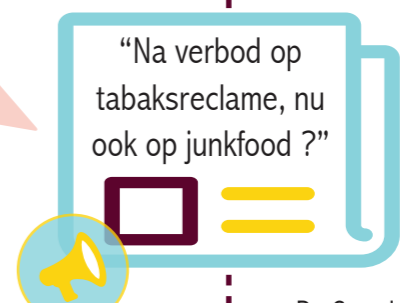 “Na verbod op
tabaksreclame, nu
ook op junkfood ?”